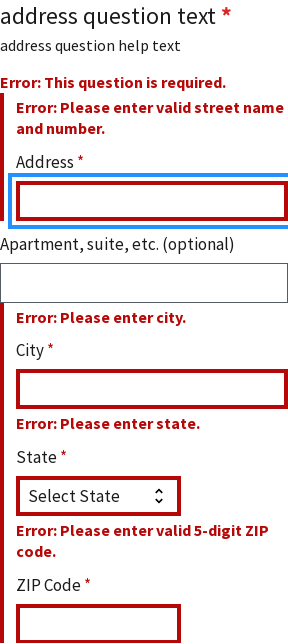 address question text *
address question help text
Error: This question is required.
Error: Please enter valid street name
and number.
Address *
Apartment, suite, etc. (optional)
Error: Please enter city.
City *
Error: Please enter state.
State *
Select State
Error: Please enter valid 5-digit ZIP
code.
ZIP Code *